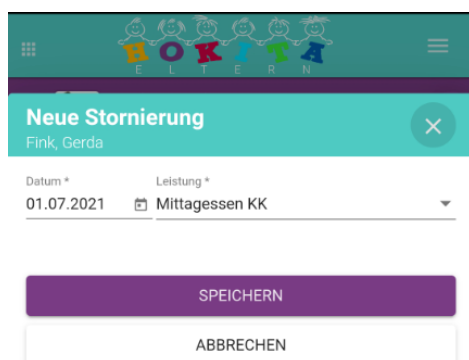 HOKITA
ELTERN
Neue Stornierung
Fink, Gerda
Datum * Leistung *
01.07.2021 Mittagessen KK
SPEICHERN
ABBRECHEN